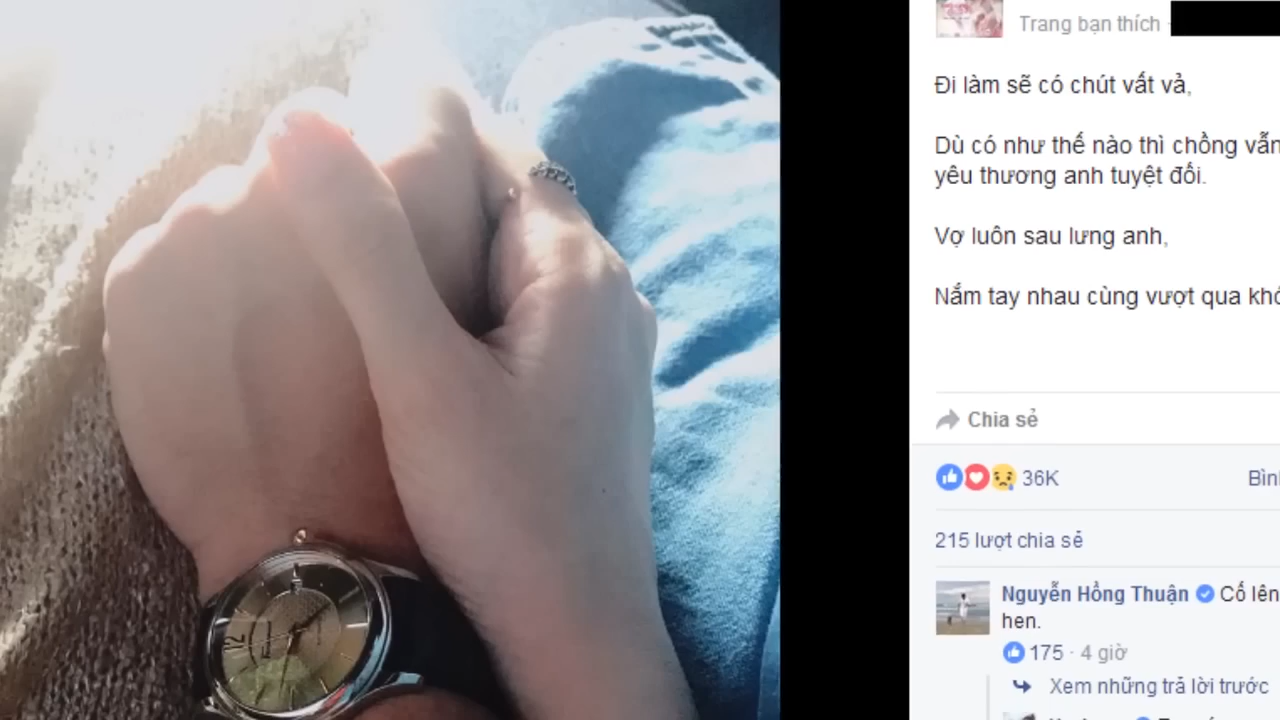 Trang bạn thích ·
Đi làm sẽ có chút vất vả,
Dù có như thế nào thì chồng vẫn
yêu thương anh tuyệt đối.
Vợ luôn sau lưng anh,
Nắm tay nhau cùng vượt qua
Chia sẻ
36K
215 lượt chia sẻ
Nguyễn Hồng Thuận Cố lên
hen.
175 · 4 giờ
Xem những trả lời trước
12